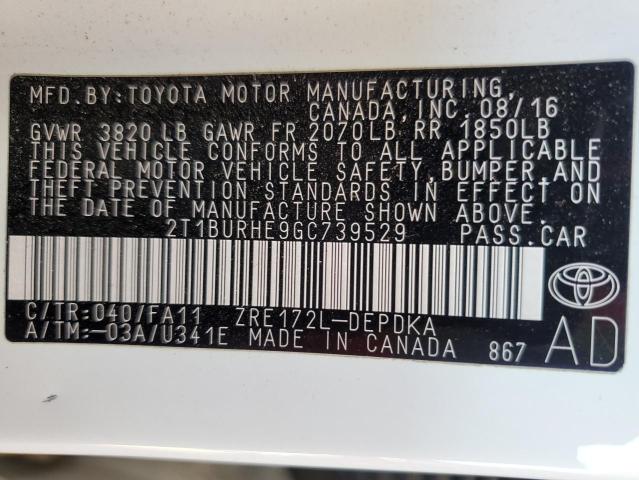 MFD.BY:TOYOTA MOTOR MANUFACTURING,
CANADA,INC.08/16
GVWR 3820 LB GAWR FR 2070LB RR 1850LB
THIS VEHICLE CONFORMS TO ALL APPLICABLE
FEDERAL MOTOR VEHICLE SAFETY,BUMPER,AND
THEFT PREVENTION STANDARDS IN EFFECT ON
THE DATE OF MANUFACTURE SHOWN ABOVE.
2T1BURHE9GC739529 PASS.CAR
C/TR:040/FA11 ZRE172L-DEPDKA
A/TM:-03A/U341E MADE IN CANADA 867
TOYOTA
AD